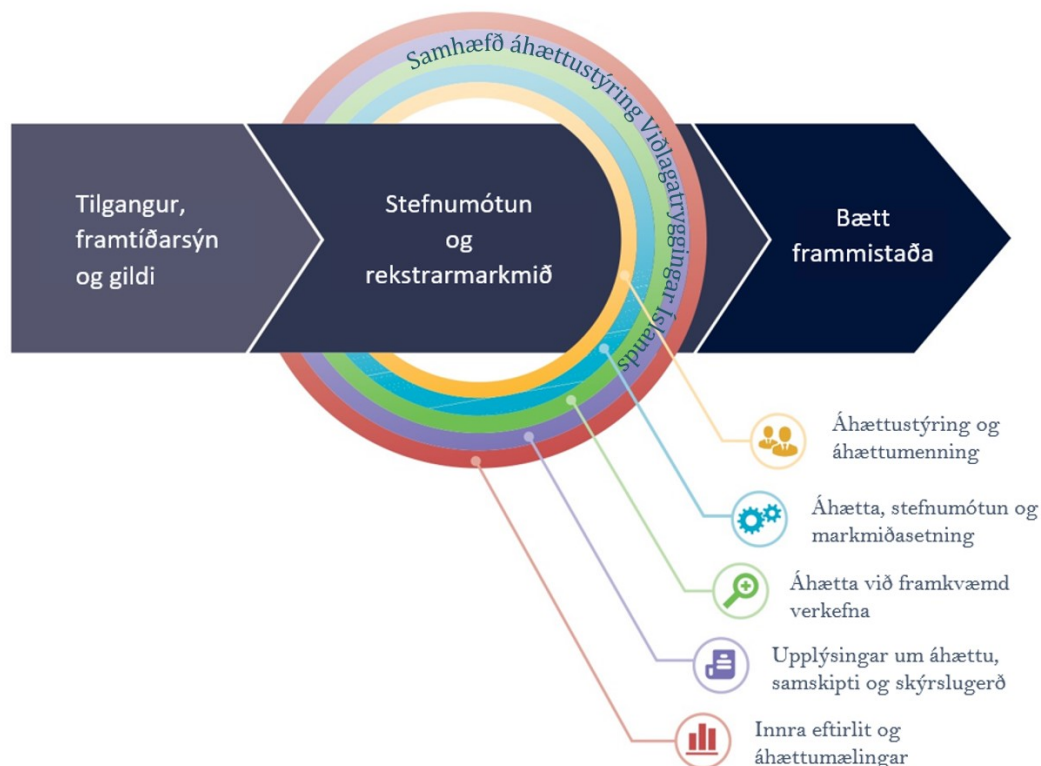 Samhæfð áhættustýring Viðlagatryggingar Íslands
Tilgangur,
framtíðarsýn
og gildi
Stefnumótun
og
rekstrarmarkmið
Bætt
frammistaða
Áhættustýring og
áhættumenning
Áhætta, stefnumótun og
markmiðasetning
Áhætta við framkvæmd
verkefna
Upplýsingar um áhættu,
samskipti og skýrslugerð
Innra eftirlit og
áhættumælingar